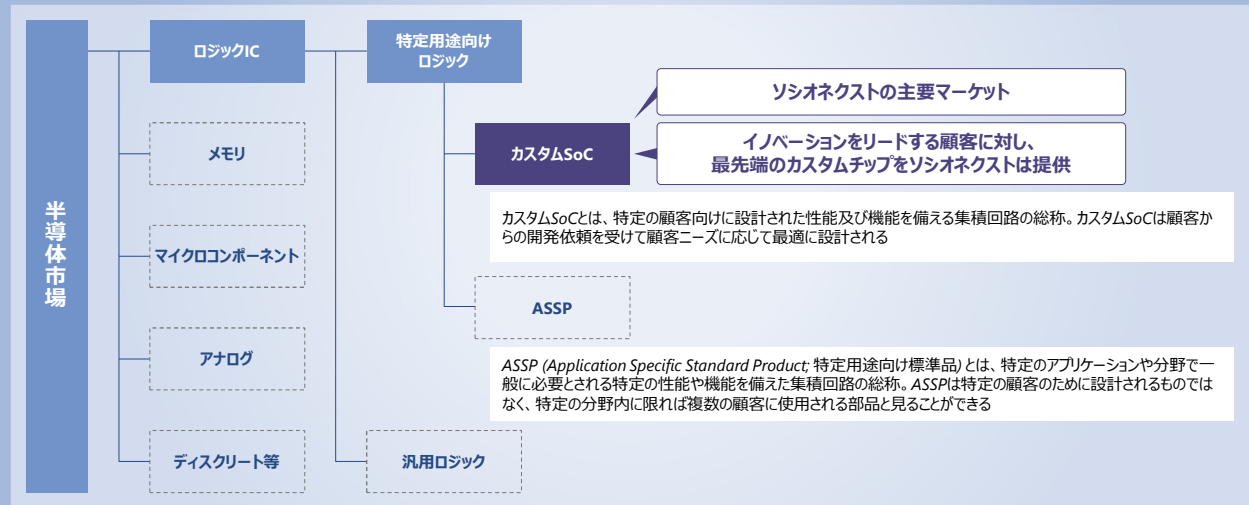 半導体市場
ロジックIC
メモリ
マイクロコンポーネント
アナログ
ディスクリート等
特定用途向け
ロジック
汎用ロジック
カスタムSoC
ソシオネクストの主要マーケット
イノベーションをリードする顧客に対し、
最先端のカスタムチップをソシオネクストは提供
カスタムSoCとは、特定の顧客向けに設計された性能及び機能を備える集積回路の総称。カスタムSoCは顧客か
らの開発依頼を受けて顧客ニーズに応じて最適に設計される
ASSP
ASSP (Application Specific Standard Product; 特定用途向け標準品) とは、特定のアプリケーションや分野で一
般に必要とされる特定の性能や機能を備えた集積回路の総称。ASSPは特定の顧客のために設計されるものでは
なく、特定の分野内に限れば複数の顧客に使用される部品と見ることができる